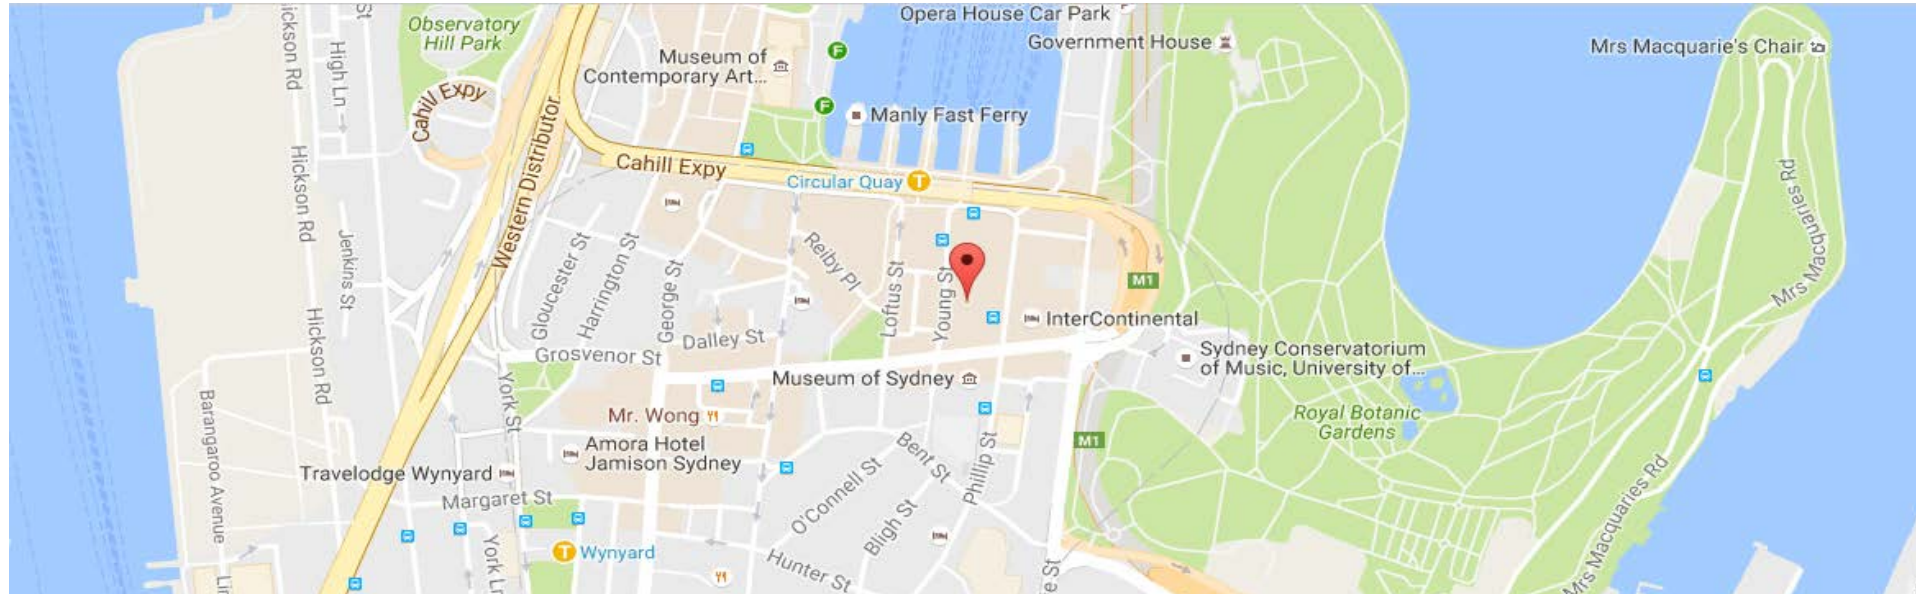 Observatory
Hill Park
Hickson Rd
High Ln
St
Cahill Expy
Western Distributor
Museum of
Contemporary Art...
F
F
Opera House Car Park
Government House
Mrs Macquarie's Chair
Manly Fast Ferry
Cahill Expy
Circular Quay
T
Hickson Rd
Jenkins St
Hickson Rd
Gloucester St
Harrington St
George St
Reiby Pl
Loftus St
Young St
M1
Mrs Macquaries Rd
InterContinental
Dalley St
Grosvenor St
Sydney Conservatorium
of Music, University of...
Museum of Sydney
York St
Barangaroo Avenue
Mr. Wong
Amora Hotel
Jamison Sydney
Travelodge Wynyard
Royal Botanic
Gardens
M1
Bent St
Phillip St
O'Connell St
Bligh St
Margaret St
T
Wynyard
York Ln
Hunter St
Mrs Macquaries Rd
e St
Lir